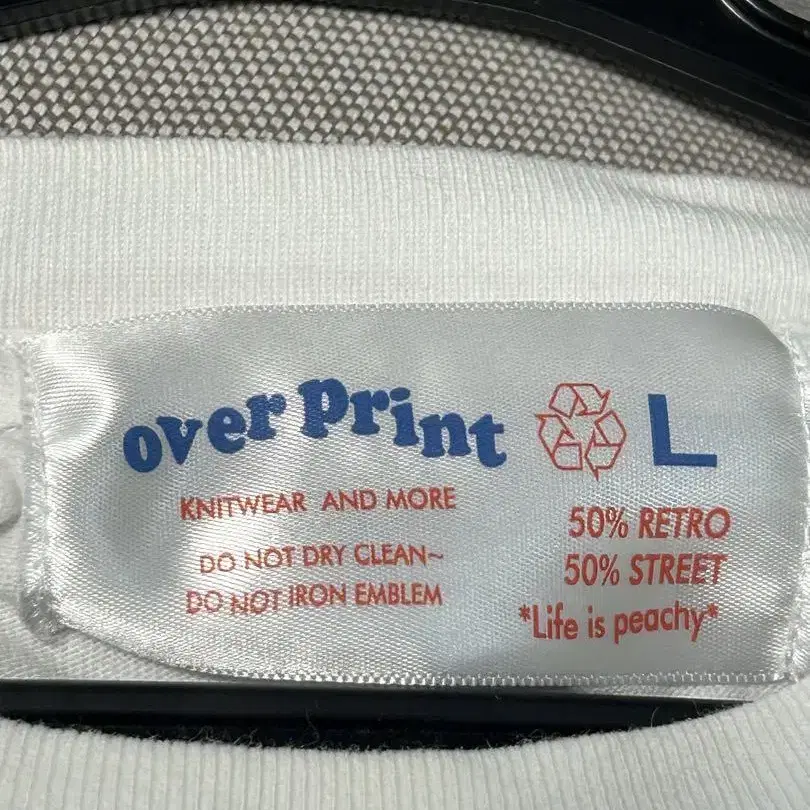 over print L
KNITWEAR AND MORE
DO NOT DRY CLEAN~
DO NOT IRON EMBLEM
50% RETRO
50% STREET
*Life is peachy*